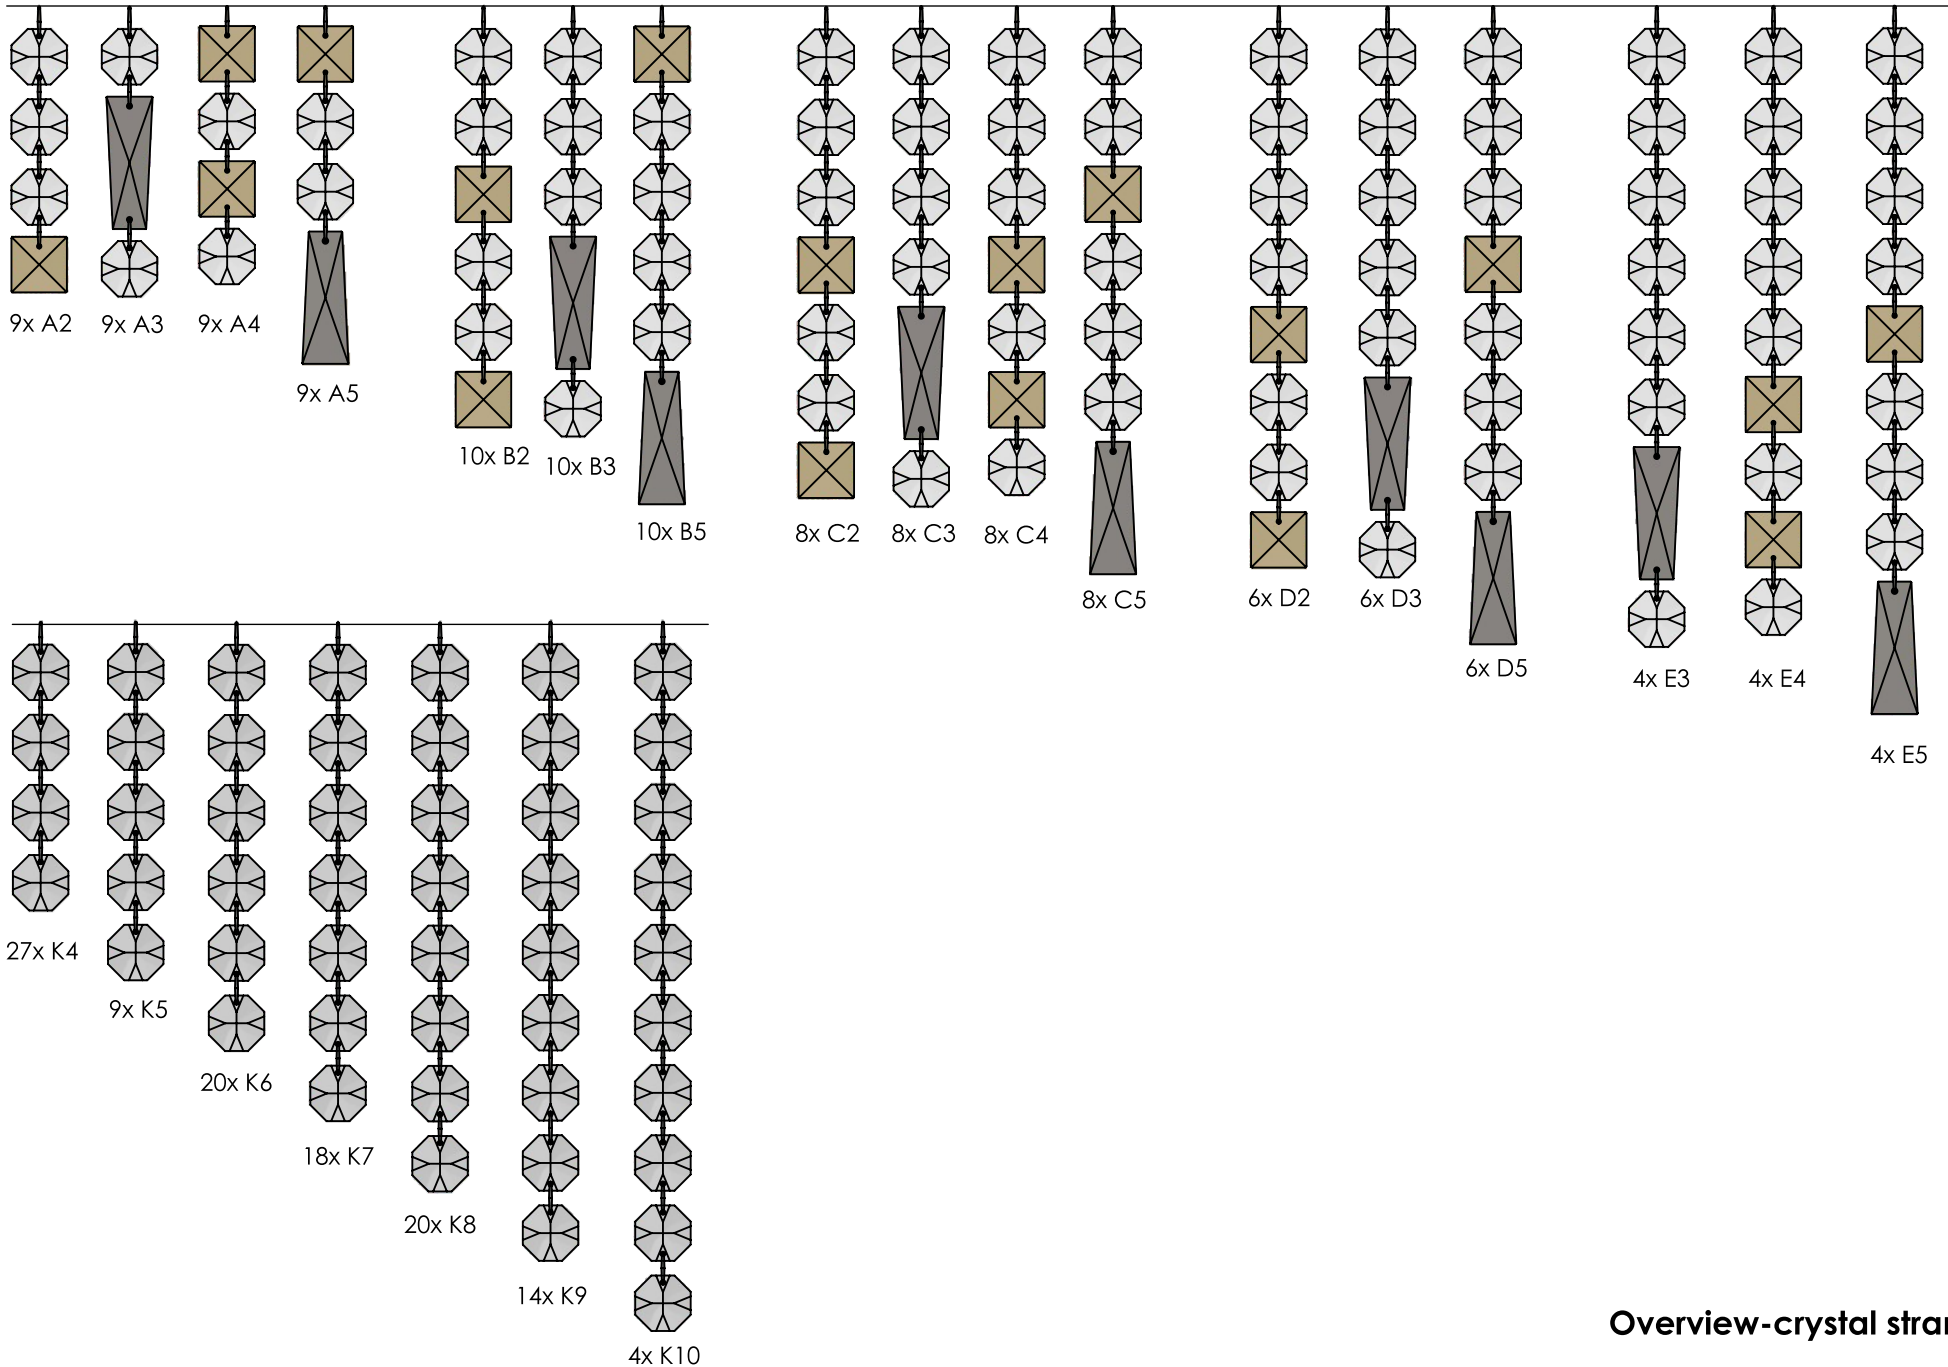 9x A2
9x A3
9x A4
9x A5
10x B2
10x B3
10x B5
8x C2
8x C3
8x C4
8x C5
6x D2
6x D3
6x D5
4x E3
4x E4
4x E5
27x K4
9x K5
20x K6
18x K7
20x K8
14x K9
4x K10
Overview-crystal